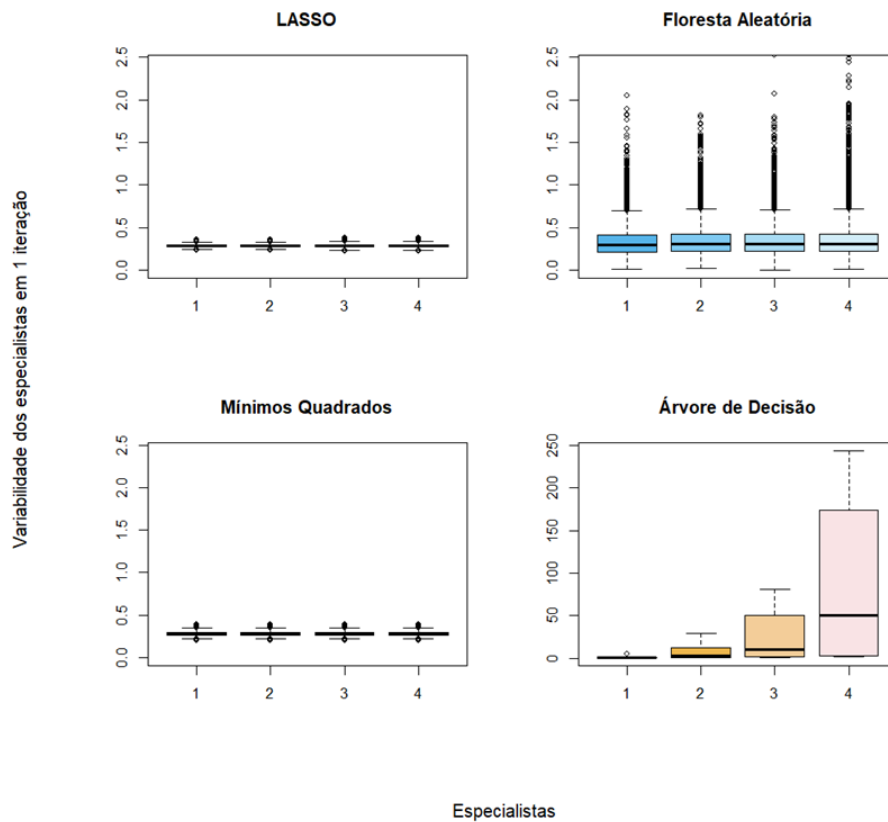 LASSO
2.5
2.0
1.5
1.0
0.5
0.0
1 2 3 4
Floresta Aleatória
2.5
2.0
1.5
1.0
0.5
0.0
1 2 3 4
Variabilidade dos especialistas em 1 iteração
Mínimos Quadrados
2.5
2.0
1.5
1.0
0.5
0.0
1 2 3 4
Árvore de Decisão
250
200
150
100
50
0
1 2 3 4
Especialistas